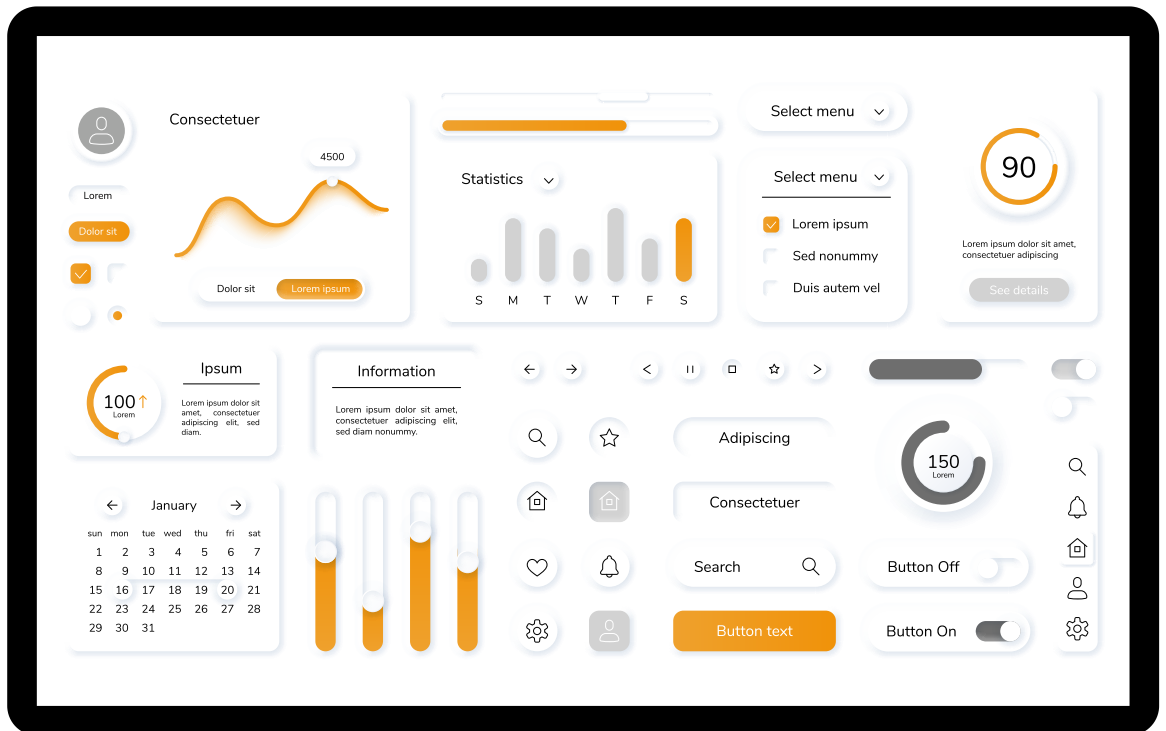 Consectetuer
4500
Lorem
Dolor sit
Dolor sit
Lorem ipsum
Statistics
S M T W T F S
Select menu
Select menu
Lorem ipsum
Sed nonummy
Duis autem vel
90
Lorem ipsum dolor sit amet,
consectetuer adipiscing
See details
100
Lorem
Ipsum
Lorem ipsum dolor sit
amet, consectetuer
adipiscing elit, sed
diam.
Information
Lorem ipsum dolor sit amet,
consectetuer adipiscing elit,
sed diam nonummy.
January
sun mon tue wed thu fri sat
1 2 3 4 5 6 7
8 9 10 11 12 13 14
15 16 17 18 19 20 21
22 23 24 25 26 27 28
29 30 31
Adipiscing
Consectetuer
Search
Button text
150
Lorem
Button Off
Button On